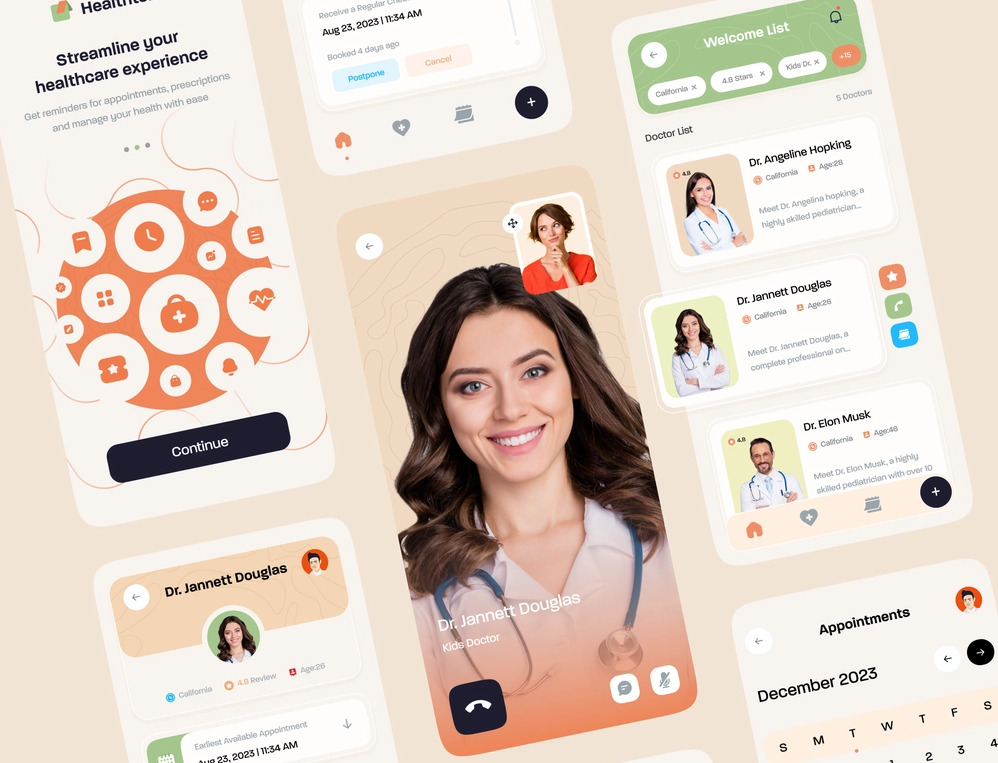 Streamline your
healthcare experience
Get reminders for appointments, prescriptions
and manage your health with ease
Continue
Aug 23, 2023 | 11:34 AM
Booked 4 days ago
Postpone
Cancel
Dr. Jannett Douglas
Kids Doctor
Welcome List
California ×
4.8 Stars ×
Kids Dr. ×
+15
5 Doctors
Doctor List
4.8
Dr. Angeline Hopking
California
Age:28
Meet Dr. Angelina hopking, a
highly skilled pediatrician...
Dr. Jannett Douglas
California
Age:26
Meet Dr. Jannett Douglas, a
complete professional on...
4.8
Dr. Elon Musk
California
Age:46
Meet Dr. Elon Musk, a highly
skilled pediatrician with over 10
Dr. Jannett Douglas
California
4.8 Review
Age:26
Earliest Available Appointment
Aug 23, 2023 | 11:34 AM
Appointments
December 2023
S M T W T F S
1 2 3 4